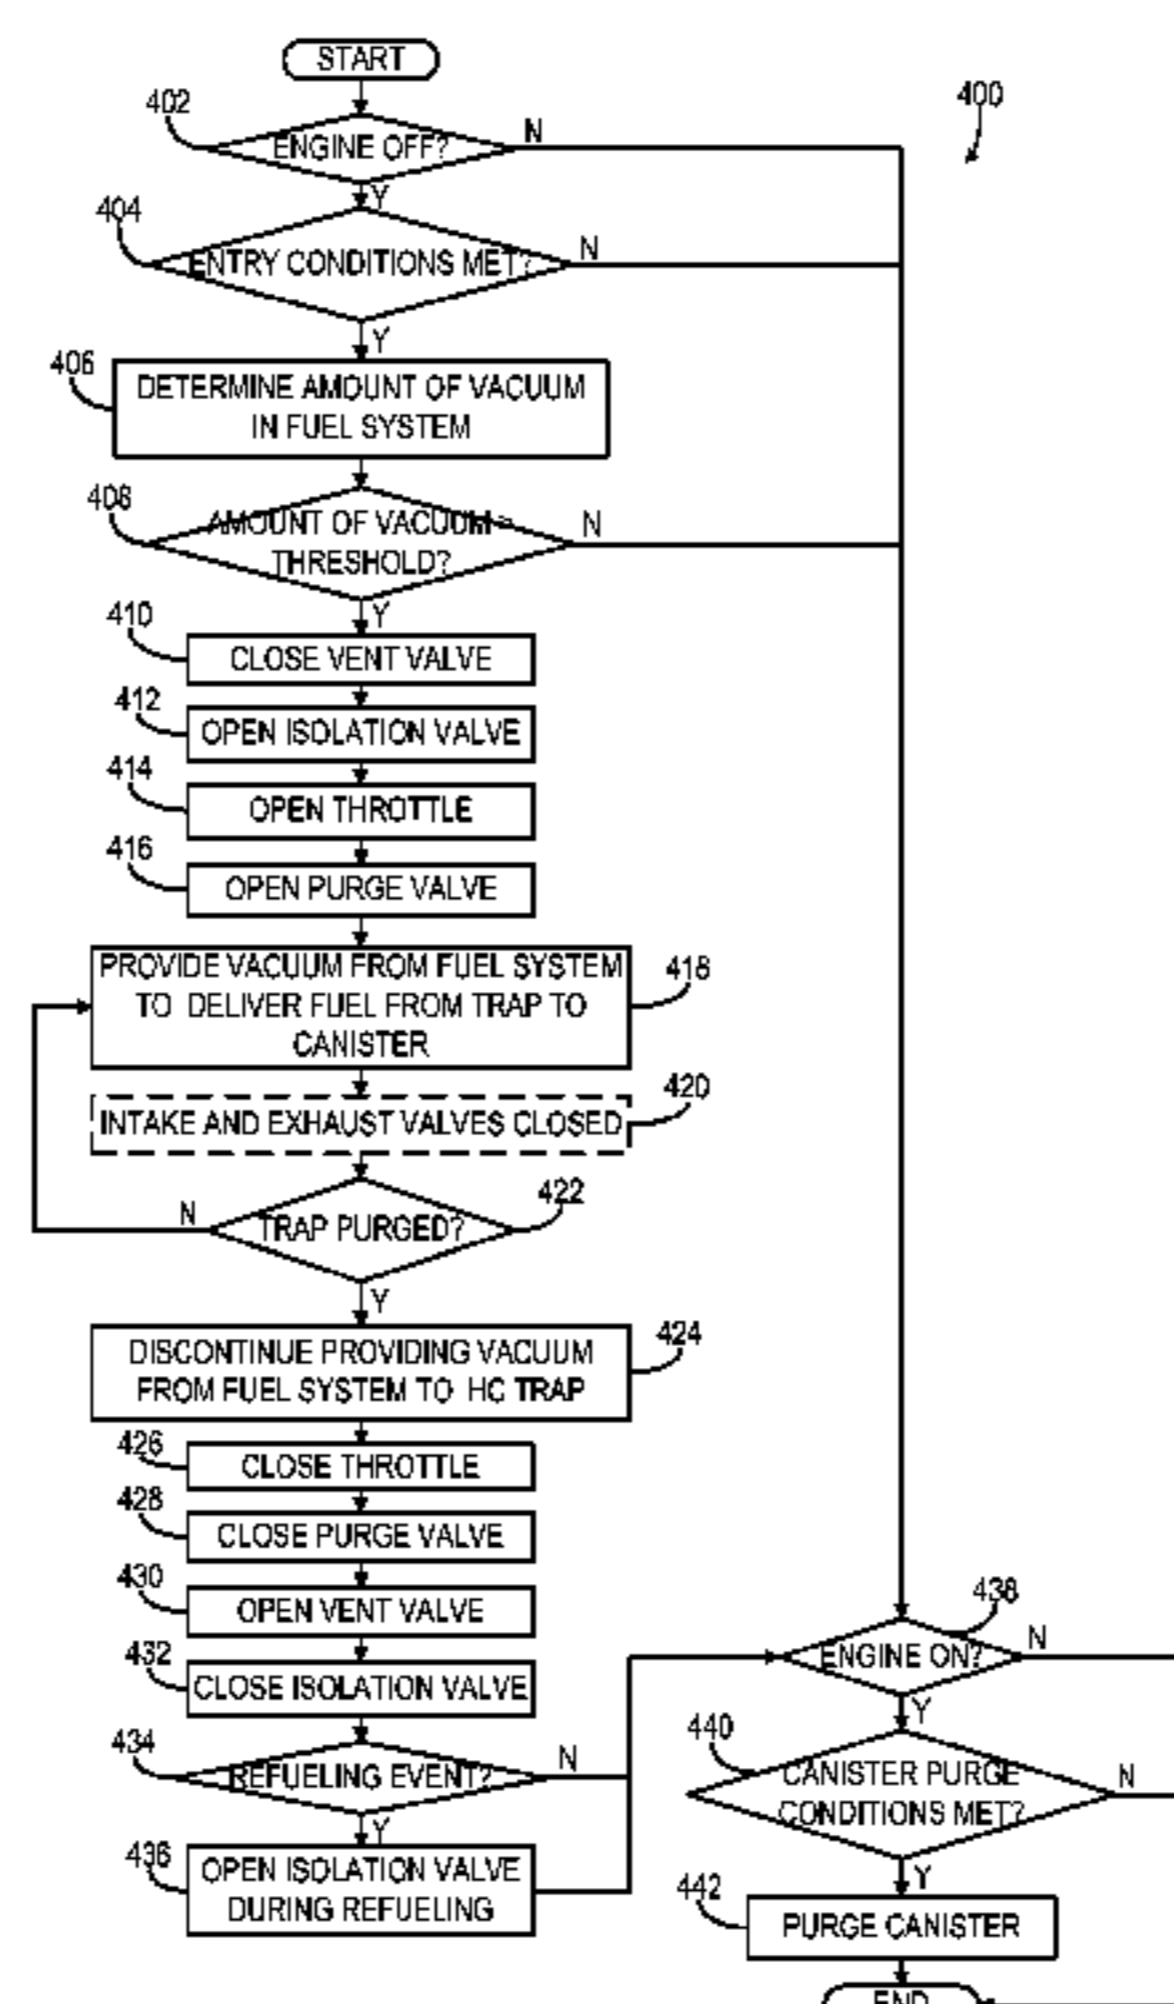 START
400
402
ENGINE OFF?
N
Y
404
ENTRY CONDITIONS MET?
N
Y
406
DETERMINE AMOUNT OF VACUUM
IN FUEL SYSTEM
408
AMOUNT OF VACUUM >
THRESHOLD?
N
Y
410
CLOSE VENT VALVE
412
OPEN ISOLATION VALVE
414
OPEN THROTTLE
416
OPEN PURGE VALVE
PROVIDE VACUUM FROM FUEL SYSTEM
TO DELIVER FUEL FROM TRAP TO
CANISTER
418
INTAKE AND EXHAUST VALVES CLOSED
420
TRAP PURGED?
422
N
Y
DISCONTINUE PROVIDING VACUUM
FROM FUEL SYSTEM TO HC TRAP
424
426
CLOSE THROTTLE
428
CLOSE PURGE VALVE
430
OPEN VENT VALVE
432
CLOSE ISOLATION VALVE
434
REFUELING EVENT?
N
Y
436
OPEN ISOLATION VALVE
DURING REFUELING
438
ENGINE ON?
N
Y
440
CANISTER PURGE
CONDITIONS MET?
N
Y
442
PURGE CANISTER
END